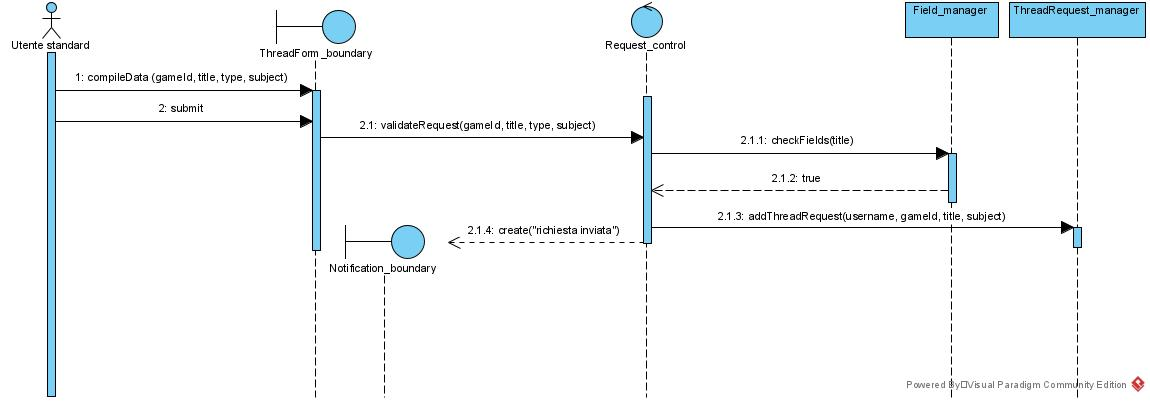 Field_manager
ThreadRequest_manager
Utente standard
ThreadForm_boundary
Request_control
1: compileData (gameId, title, type, subject)
2: submit
2.1: validateRequest(gameId, title, type, subject)
2.1.1: checkFields(title)
2.1.2: true
2.1.3: addThreadRequest(username, gameId, title, subject)
2.1.4: create("richiesta inviata")
Notification_boundary
Powered By Visual Paradigm Community Edition